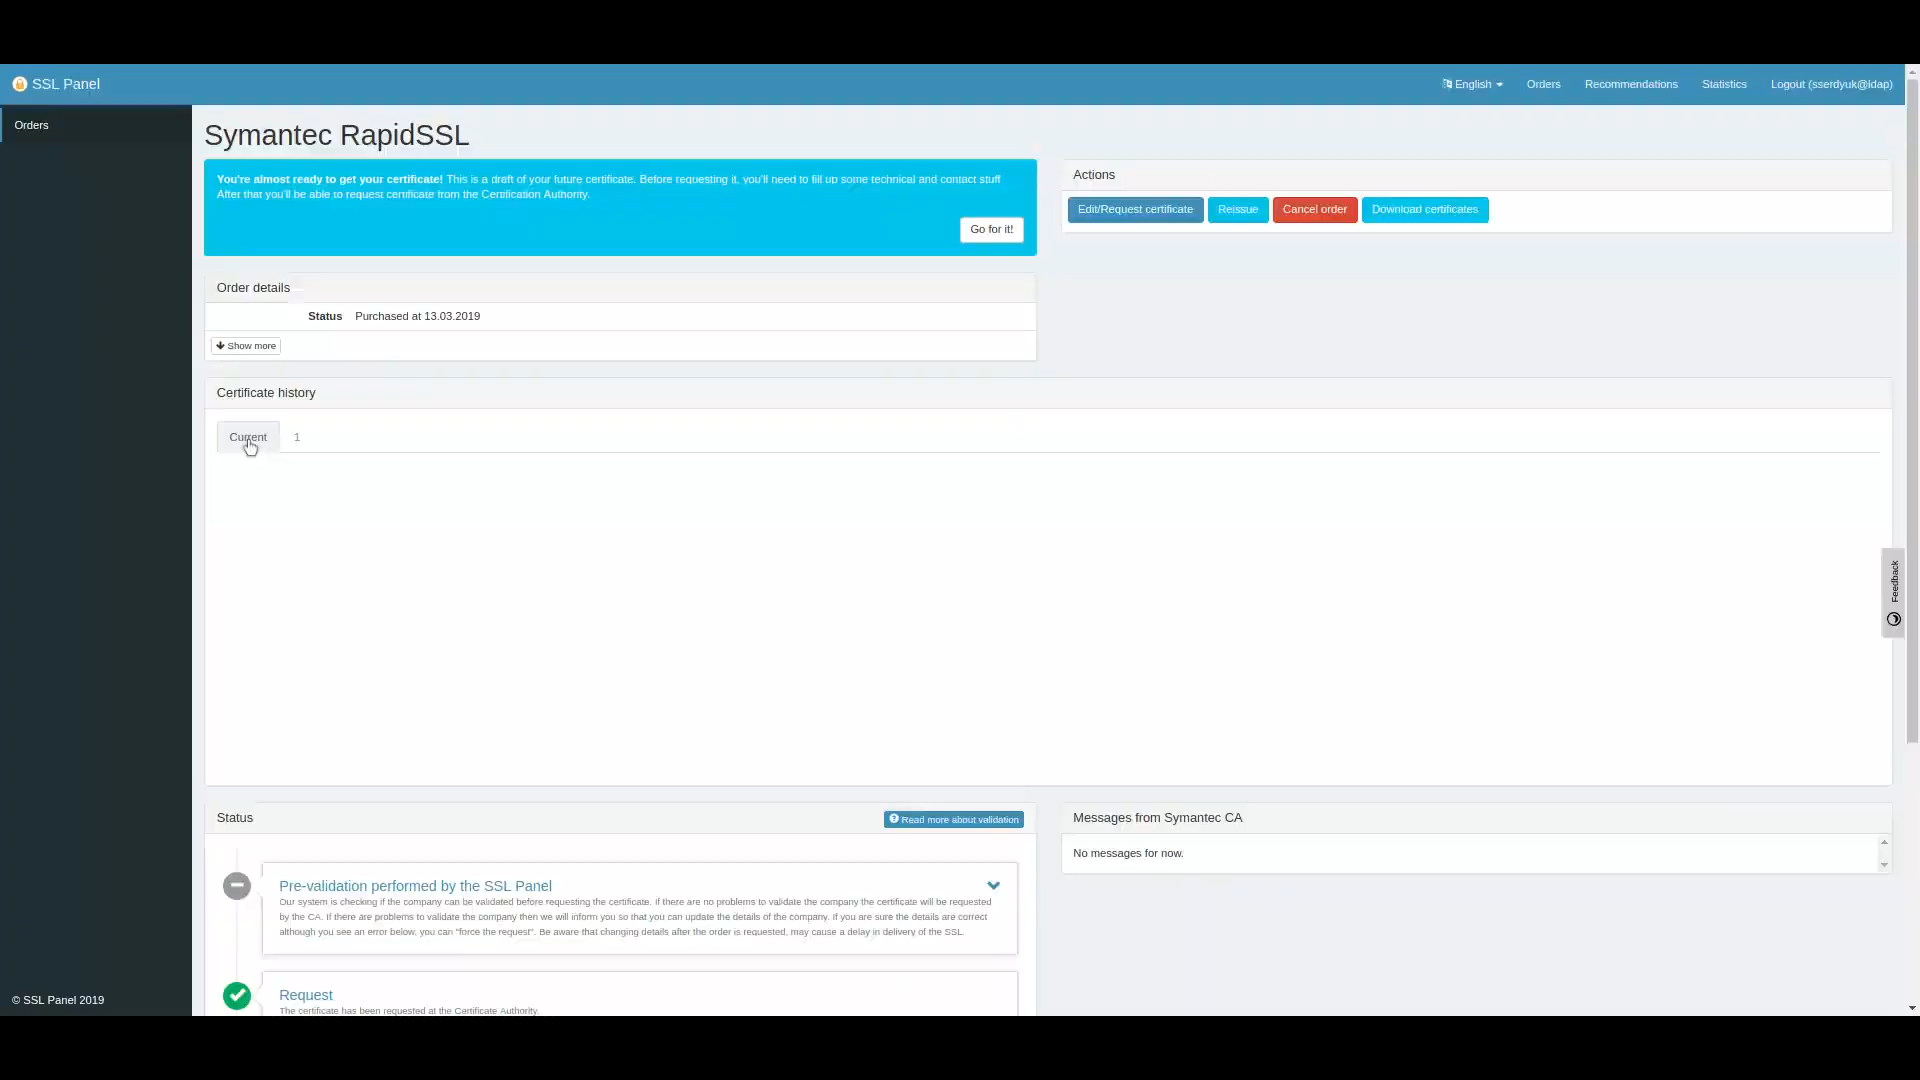 SSL Panel
English
Orders
Recommendations
Statistics
Logout (sserdyuk@ldap)
Orders
Symantec RapidSSL
You're almost ready to get your certificate! This is a draft of your future certificate. Before requesting it, you'll need to fill up some technical and contact stuff
After that you'll be able to request certificate from the Certification Authority.
Go for it!
Actions
Edit/Request certificate
Reissue
Cancel order
Download certificates
Order details
Status Purchased at 13.03.2019
Show more
Certificate history
Current
1
Feedback
Status
Read more about validation
Pre-validation performed by the SSL Panel
Our system is checking if the company can be validated before requesting the certificate. If there are no problems to validate the company the certificate will be requested
by the CA. If there are problems to validate the company then we will inform you so that you can update the details of the company. If you are sure the details are correct
although you see an error below, you can "force the request". Be aware that changing details after the order is requested, may cause a delay in delivery of the SSL.
Request
The certificate has been requested at the Certificate Authority.
Messages from Symantec CA
No messages for now.
© SSL Panel 2019